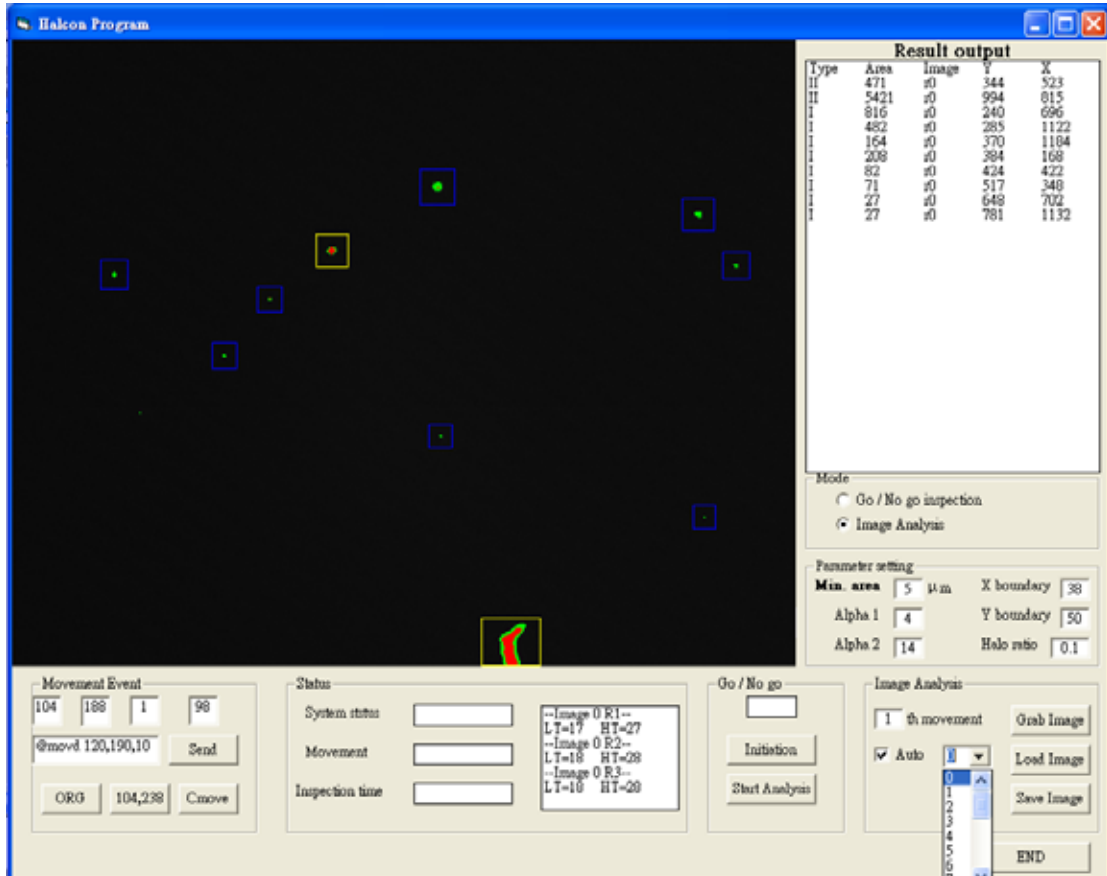 Halcon Program
Result output
Type Area Image Y X
II 471 r0 344 523
II 5421 r0 994 815
I 816 r0 240 696
I 482 r0 285 1122
I 164 r0 370 1184
I 208 r0 384 168
I 82 r0 424 422
I 71 r0 517 348
I 27 r0 648 702
I 27 r0 781 1132
Mode
Go / No go inspection
Image Analysis
Parameter setting
Min. area 5 μm X boundary 38
Alpha 1 4 Y boundary 50
Alpha 2 14 Halo ratio 0.1
Movement Event
104 188 1 98
@movd 120,190,10 Send
ORG 104,238 Cmove
Status
System status
Movement
Inspection time
--Image 0 R1--
LT=17 HT=27
--Image 0 R2--
LT=18 HT=28
--Image 0 R3--
LT=18 HT=28
Go / No go
Initiation
Start Analysis
Image Analysis
1 th movement Grab Image
Auto Load Image
0
1
2
3
4
5
6
Save Image
END